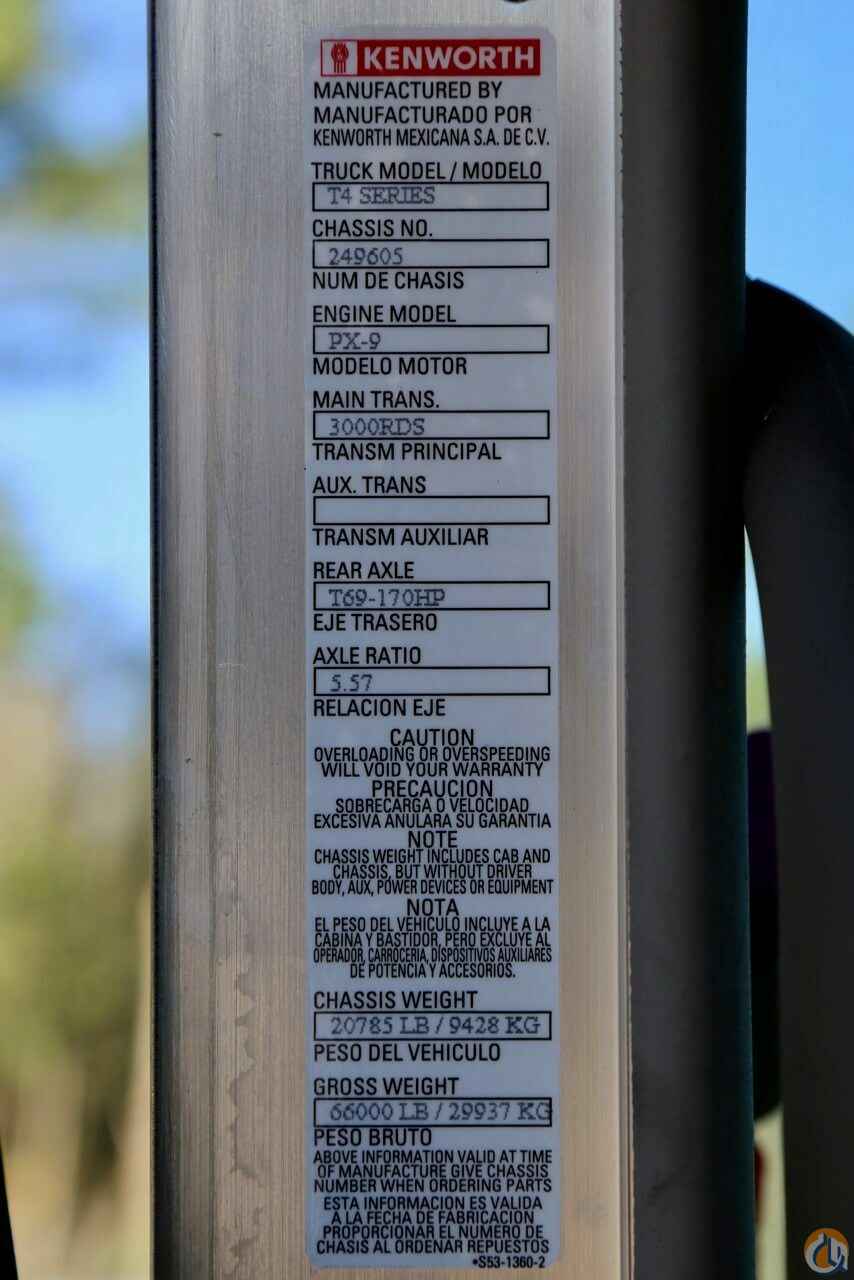 KENWORTH
MANUFACTURED BY
MANUFACTURADO POR
KENWORTH MEXICANA S.A. DE C.V.
TRUCK MODEL / MODELO
T4 SERIES
CHASSIS NO.
249605
NUM DE CHASIS
ENGINE MODEL
PX-9
MODELO MOTOR
MAIN TRANS.
3000RDS
TRANSM PRINCIPAL
AUX. TRANS
TRANSM AUXILIAR
REAR AXLE
T69-170HP
EJE TRASERO
AXLE RATIO
5.57
RELACION EJE
CAUTION
OVERLOADING OR OVERSPEEDING
WILL VOID YOUR WARRANTY
PRECAUCION
SOBRECARGA O VELOCIDAD
EXCESIVA ANULARA SU GARANTIA
NOTE
CHASSIS WEIGHT INCLUDES CAB AND
CHASSIS, BUT WITHOUT DRIVER
BODY, AUX, POWER DEVICES OR EQUIPMENT
NOTA
EL PESO DEL VEHICULO INCLUYE A LA
CABINA Y BASTIDOR, PERO EXCLUYE AL
OPERADOR, CARROCERIA, DISPOSITIVOS AUXILIARES
DE POTENCIA Y ACCESORIOS.
CHASSIS WEIGHT
20785 LB / 9428 KG
PESO DEL VEHICULO
GROSS WEIGHT
66000 LB / 29937 KG
PESO BRUTO
ABOVE INFORMATION VALID AT TIME
OF MANUFACTURE GIVE CHASSIS
NUMBER WHEN ORDERING PARTS
ESTA INFORMACION ES VALIDA
A LA FECHA DE FABRICACION
PROPORCIONAR EL NUMERO DE
CHASIS AL ORDENAR REPUESTOS
•S53-1360-2